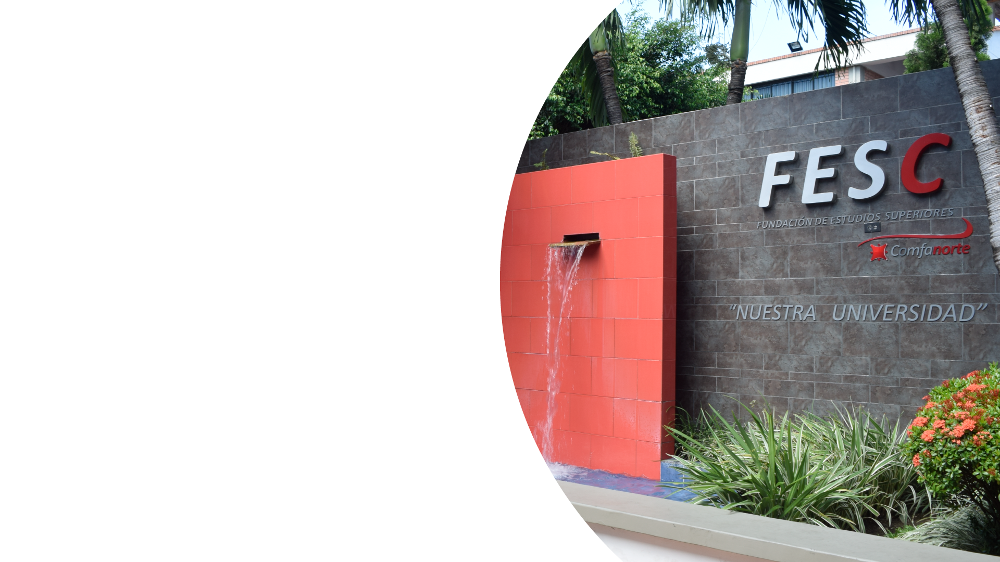 FESC
FUNDACIÓN DE ESTUDIOS SUPERIORES
Comfanorte
“NUESTRA UNIVERSIDAD”